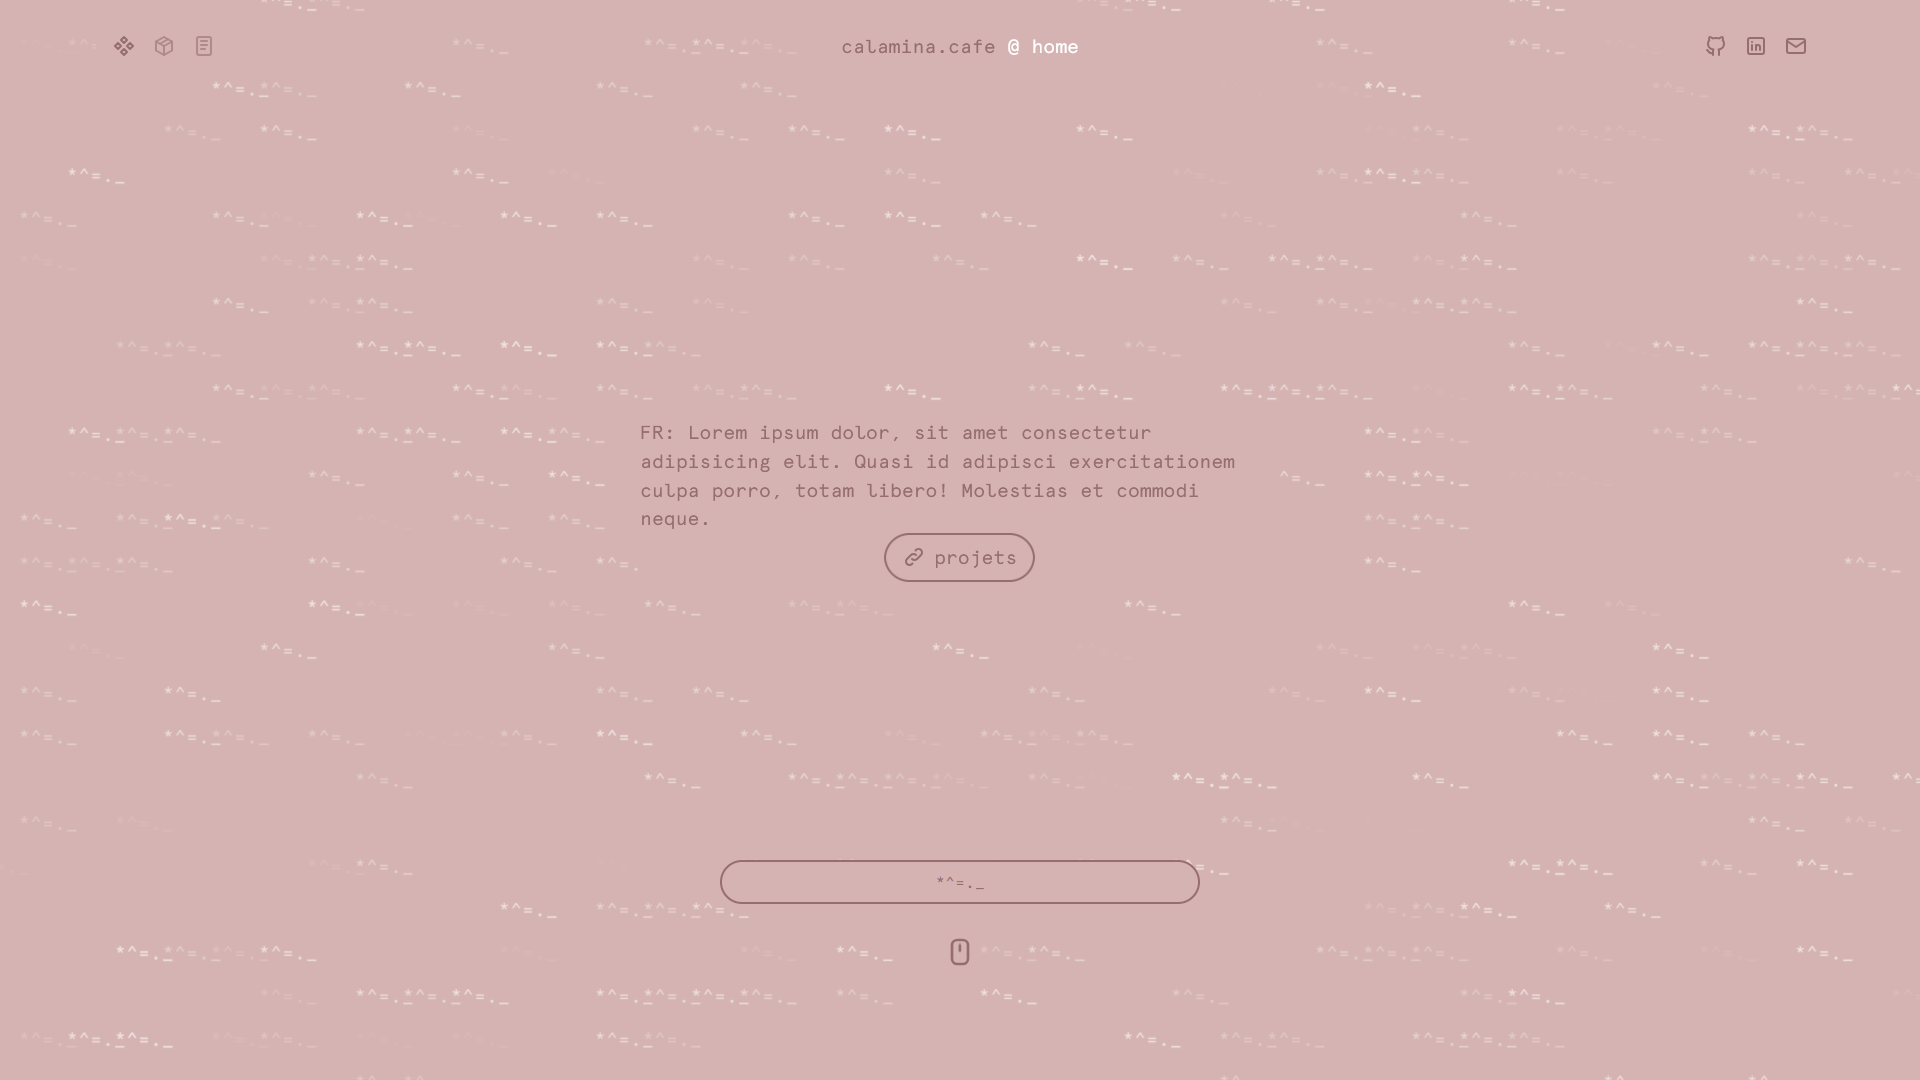 calamina.cafe @ home
FR: Lorem ipsum dolor, sit amet consectetur
adipisicing elit. Quasi id adipisci exercitationem
culpa porro, totam libero! Molestias et commodi
neque.
projets
*^=._